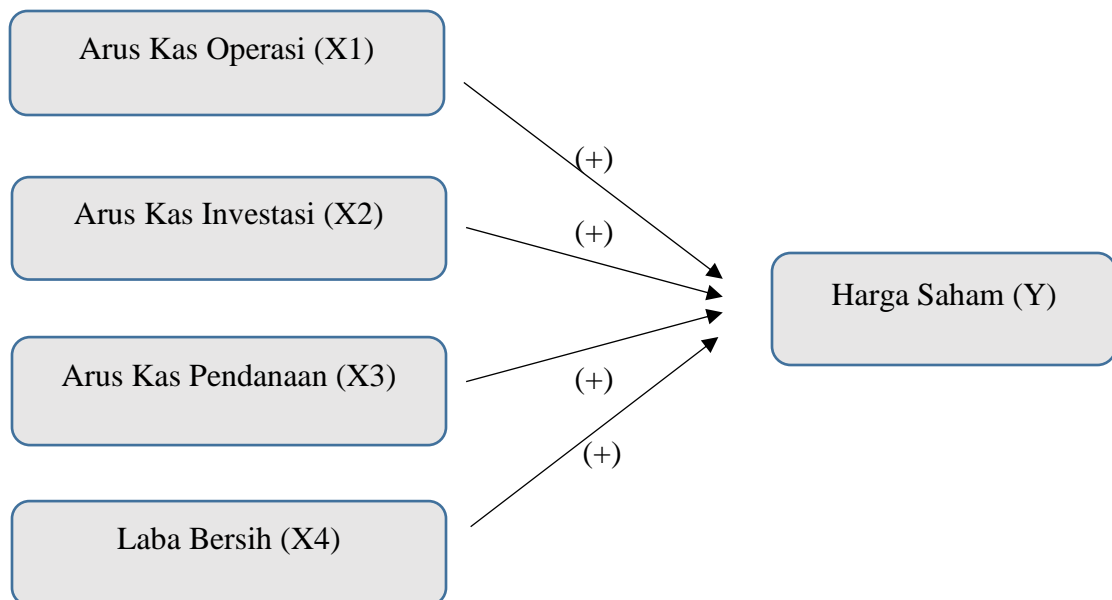 Arus Kas Operasi (X1)
(+)
Arus Kas Investasi (X2)
(+)
Harga Saham (Y)
Arus Kas Pendanaan (X3)
(+)
(+)
Laba Bersih (X4)